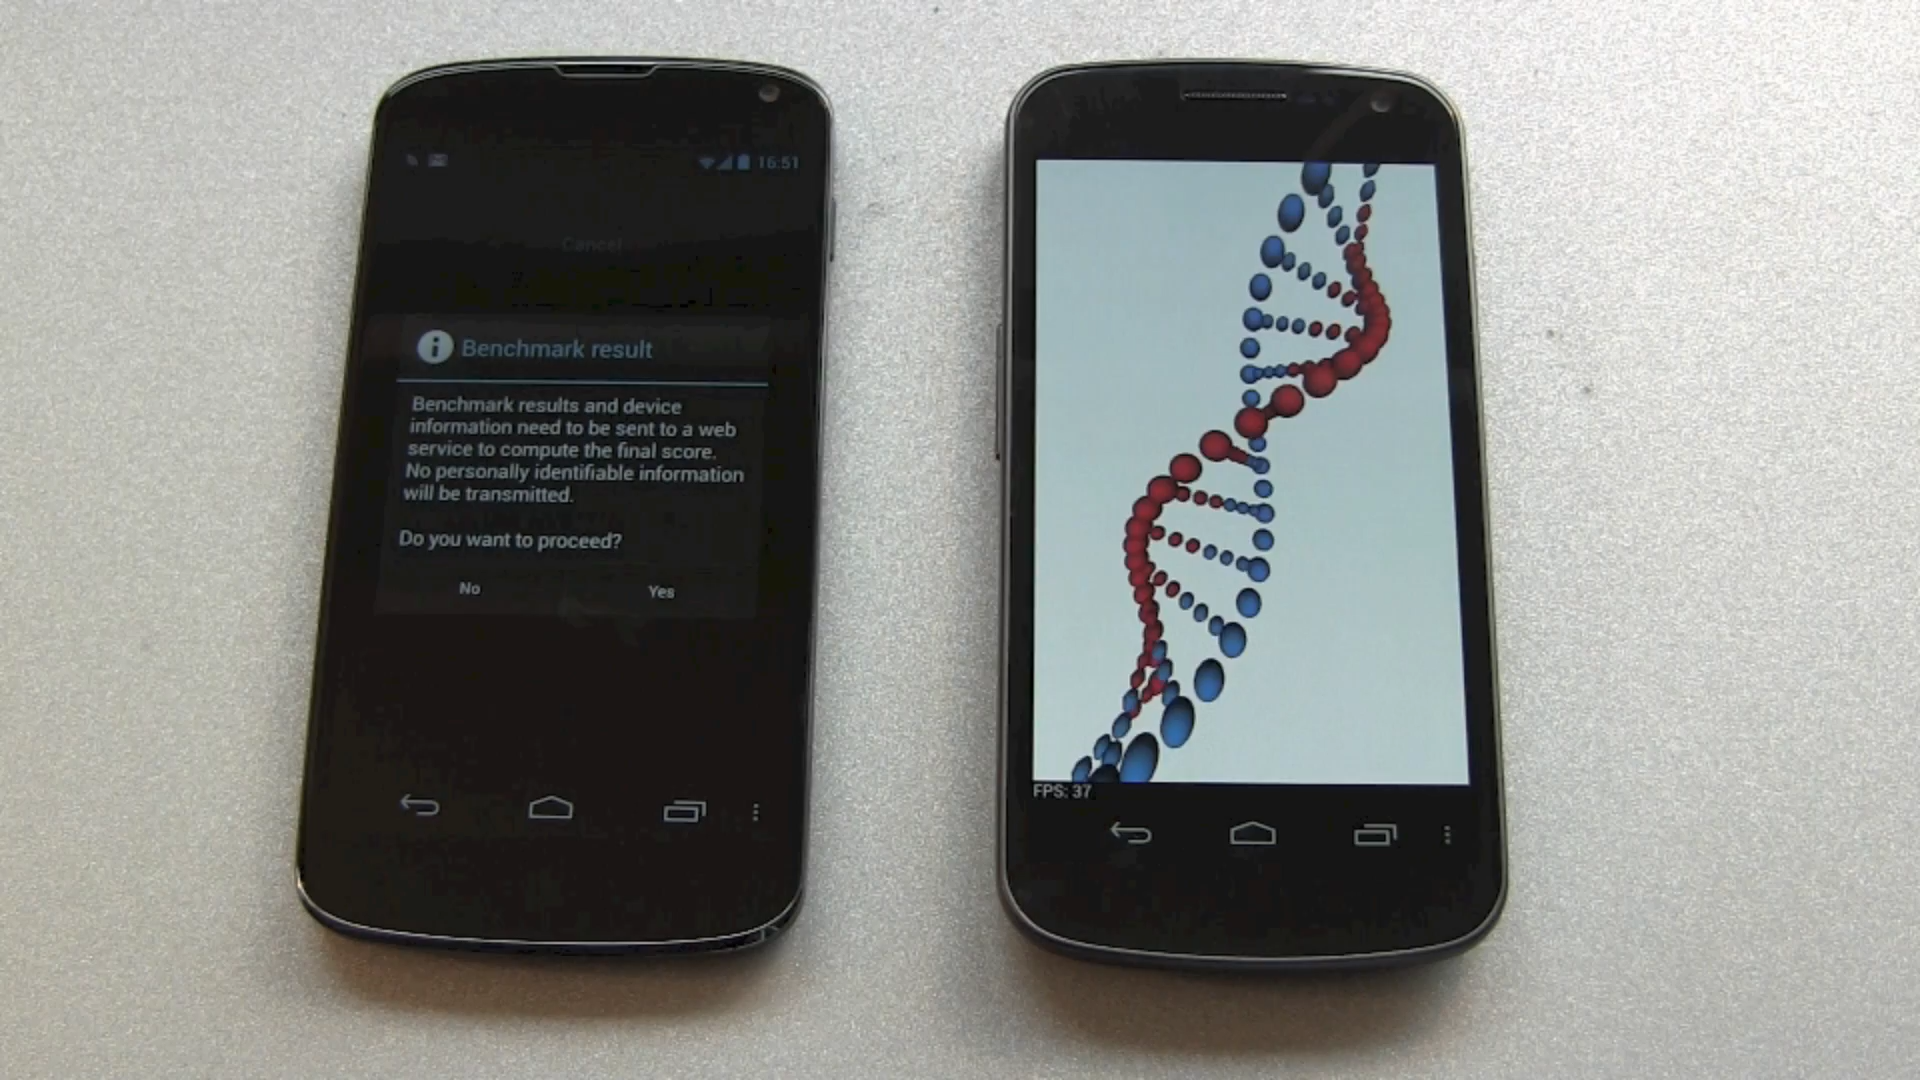 16:51
Cancel
Benchmark result
Benchmark results and device
information need to be sent to a web
service to compute the final score.
No personally identifiable information
will be transmitted.
Do you want to proceed?
No Yes
FPS: 37